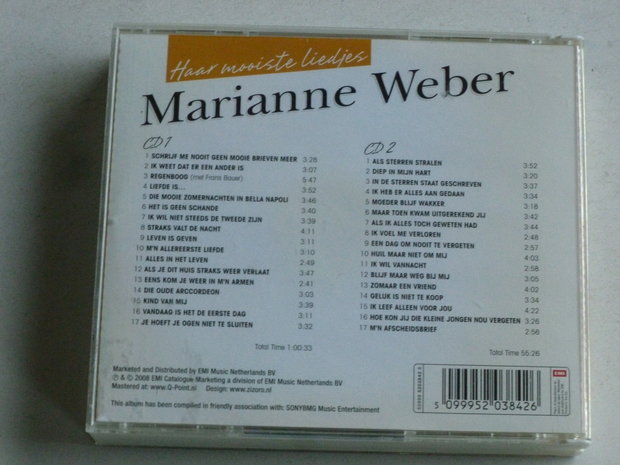 Haar mooiste liedjes
Marianne Weber
CD 1
1 SCHRIJF ME NOOIT GEEN MOOIE BRIEVEN MEER 3:28
2 IK WEET DAT ER EEN ANDER IS 3:07
3 REGENBOOG (met Frans Bauer) 5:47
4 LIEFDE IS... 3:52
5 DIE MOOIE ZOMERNACHTEN IN BELLA NAPOLI 3:46
6 HET IS GEEN SCHANDE 3:40
7 IK WIL NIET STEEDS DE TWEEDE ZIJN 3:39
8 STRAKS VALT DE NACHT 4:11
9 LEVEN IS GEVEN 3:11
10 M'N ALLEREERSTE LIEFDE 3:10
11 ALLES IN HET LEVEN 2:49
12 ALS JE DIT HUIS STRAKS WEER VERLAAT 3:47
13 EENS KOM JE WEER IN M'N ARMEN 2:41
14 DIE OUDE ARCCORDEON 3:03
15 KIND VAN MIJ 3:39
16 VANDAAG IS HET DE EERSTE DAG 3:11
17 JE HOEFT JE OGEN NIET TE SLUITEN 3:32
Total Time 1:00:33
CD 2
1 ALS STERREN STRALEN 3:52
2 DIEP IN MIJN HART 3:20
3 IN DE STERREN STAAT GESCHREVEN 3:37
4 IK HEB ER ALLES AAN GEDAAN 3:34
5 MOEDER BLIJF WAKKER 3:18
6 MAAR TOEN KWAM UITGEREKEND JIJ 3:42
7 ALS IK ALLES TOCH GEWETEN HAD 3:44
8 IK VOEL ME VERLOREN 2:48
9 EEN DAG OM NOOIT TE VERGETEN 2:57
10 HUIL MAAR NIET OM MIJ 4:03
11 IK WIL VANNACHT 2:58
12 BLIJF MAAR WEG BIJ MIJ 3:05
13 ZOMAAR EEN VRIEND 3:04
14 GELUK IS NIET TE KOOP 3:34
15 IK LEEF ALLEEN VOOR JOU 4:22
16 HOE KON JIJ DIE KLEINE JONGEN NOU VERGETEN 3:26
17 M'N AFSCHEIDSBRIEF 2:56
Total Time 55:26
Marketed and Distributed by EMI Music Netherlands BV
℗ & © 2008 EMI Catalogue Marketing a division of EMI Music Netherlands BV
Mastered at: www.Q-Point.nl Design: www.zizoro.nl
This album has been compiled in friendly association with: SONYBMG Music Entertainment
5 099952 038426
EMI